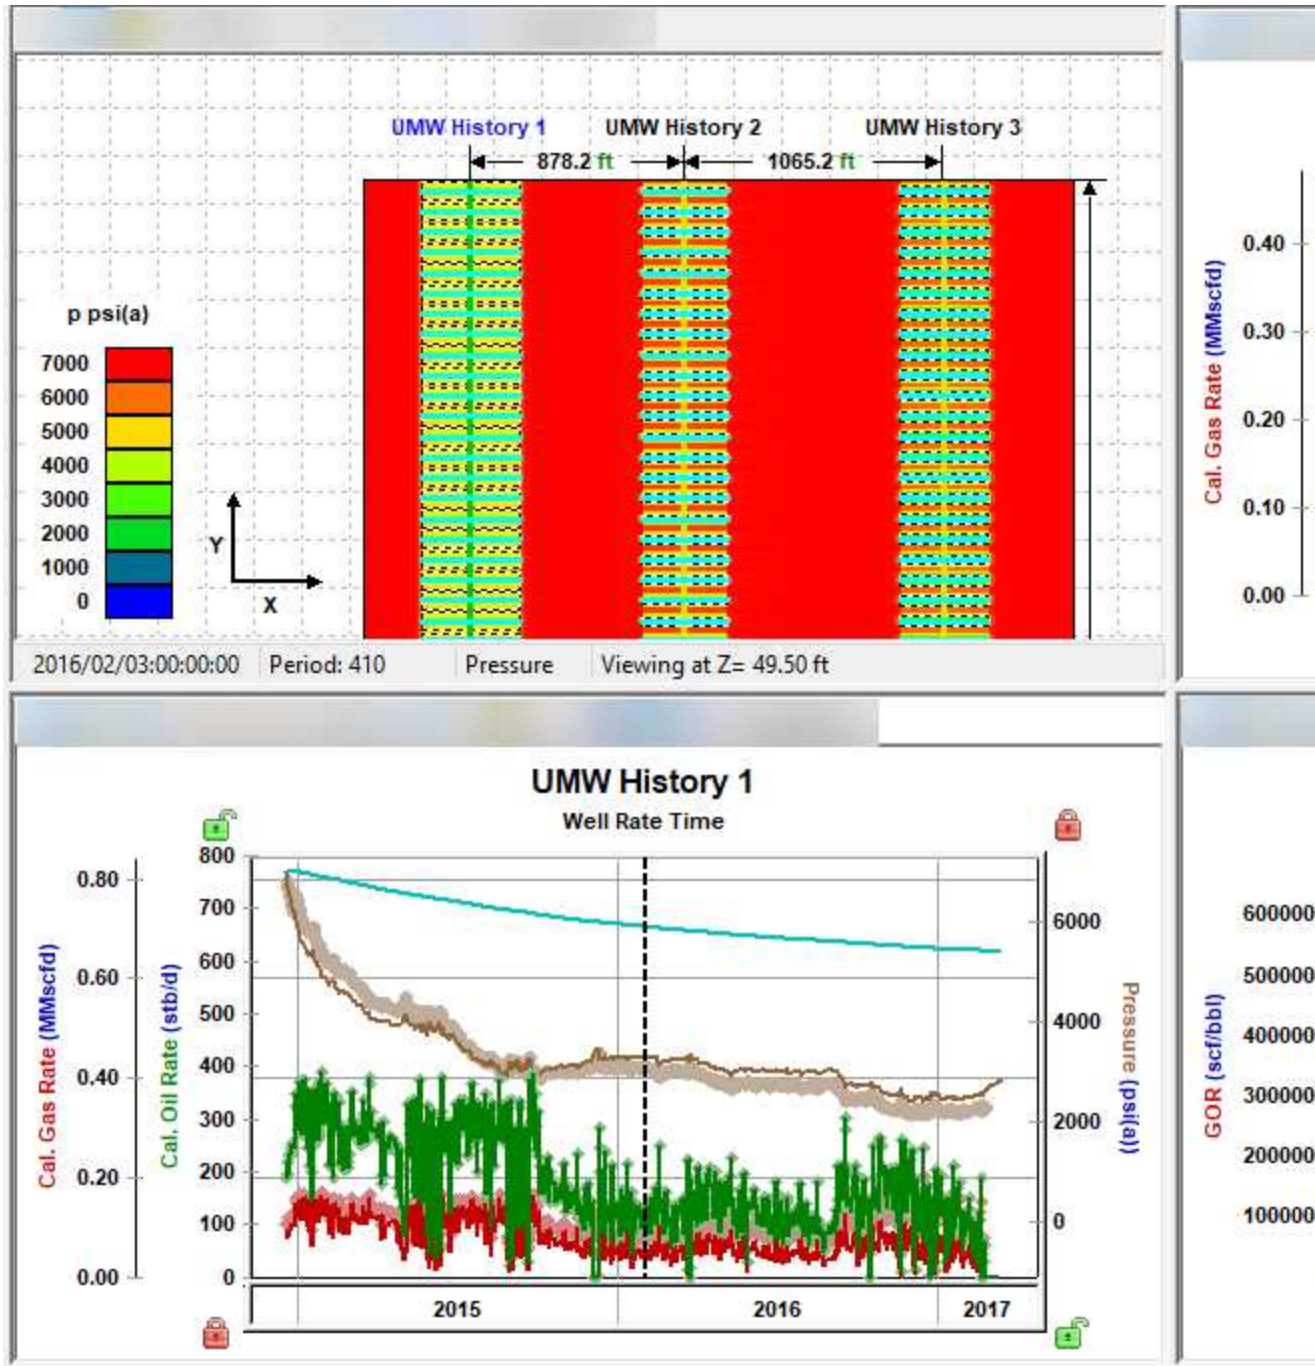 UMW History 1 UMW History 2 UMW History 3
878.2 ft 1065.2 ft
p psi(a)
7000
6000
5000
4000
3000
2000
1000
0
Y
X
2016/02/03:00:00:00 Period: 410 Pressure Viewing at Z= 49.50 ft
Cal. Gas Rate (MMscfd)
0.40
0.30
0.20
0.10
0.00
UMW History 1
Well Rate Time
Cal. Gas Rate (MMscfd)
0.80
0.60
0.40
0.20
0.00
Cal. Oil Rate (stb/d)
800
700
600
500
400
300
200
100
0
6000
4000
2000
0
Pressure (psi(a))
2015 2016 2017
GOR (scf/bbl)
600000
500000
400000
300000
200000
100000